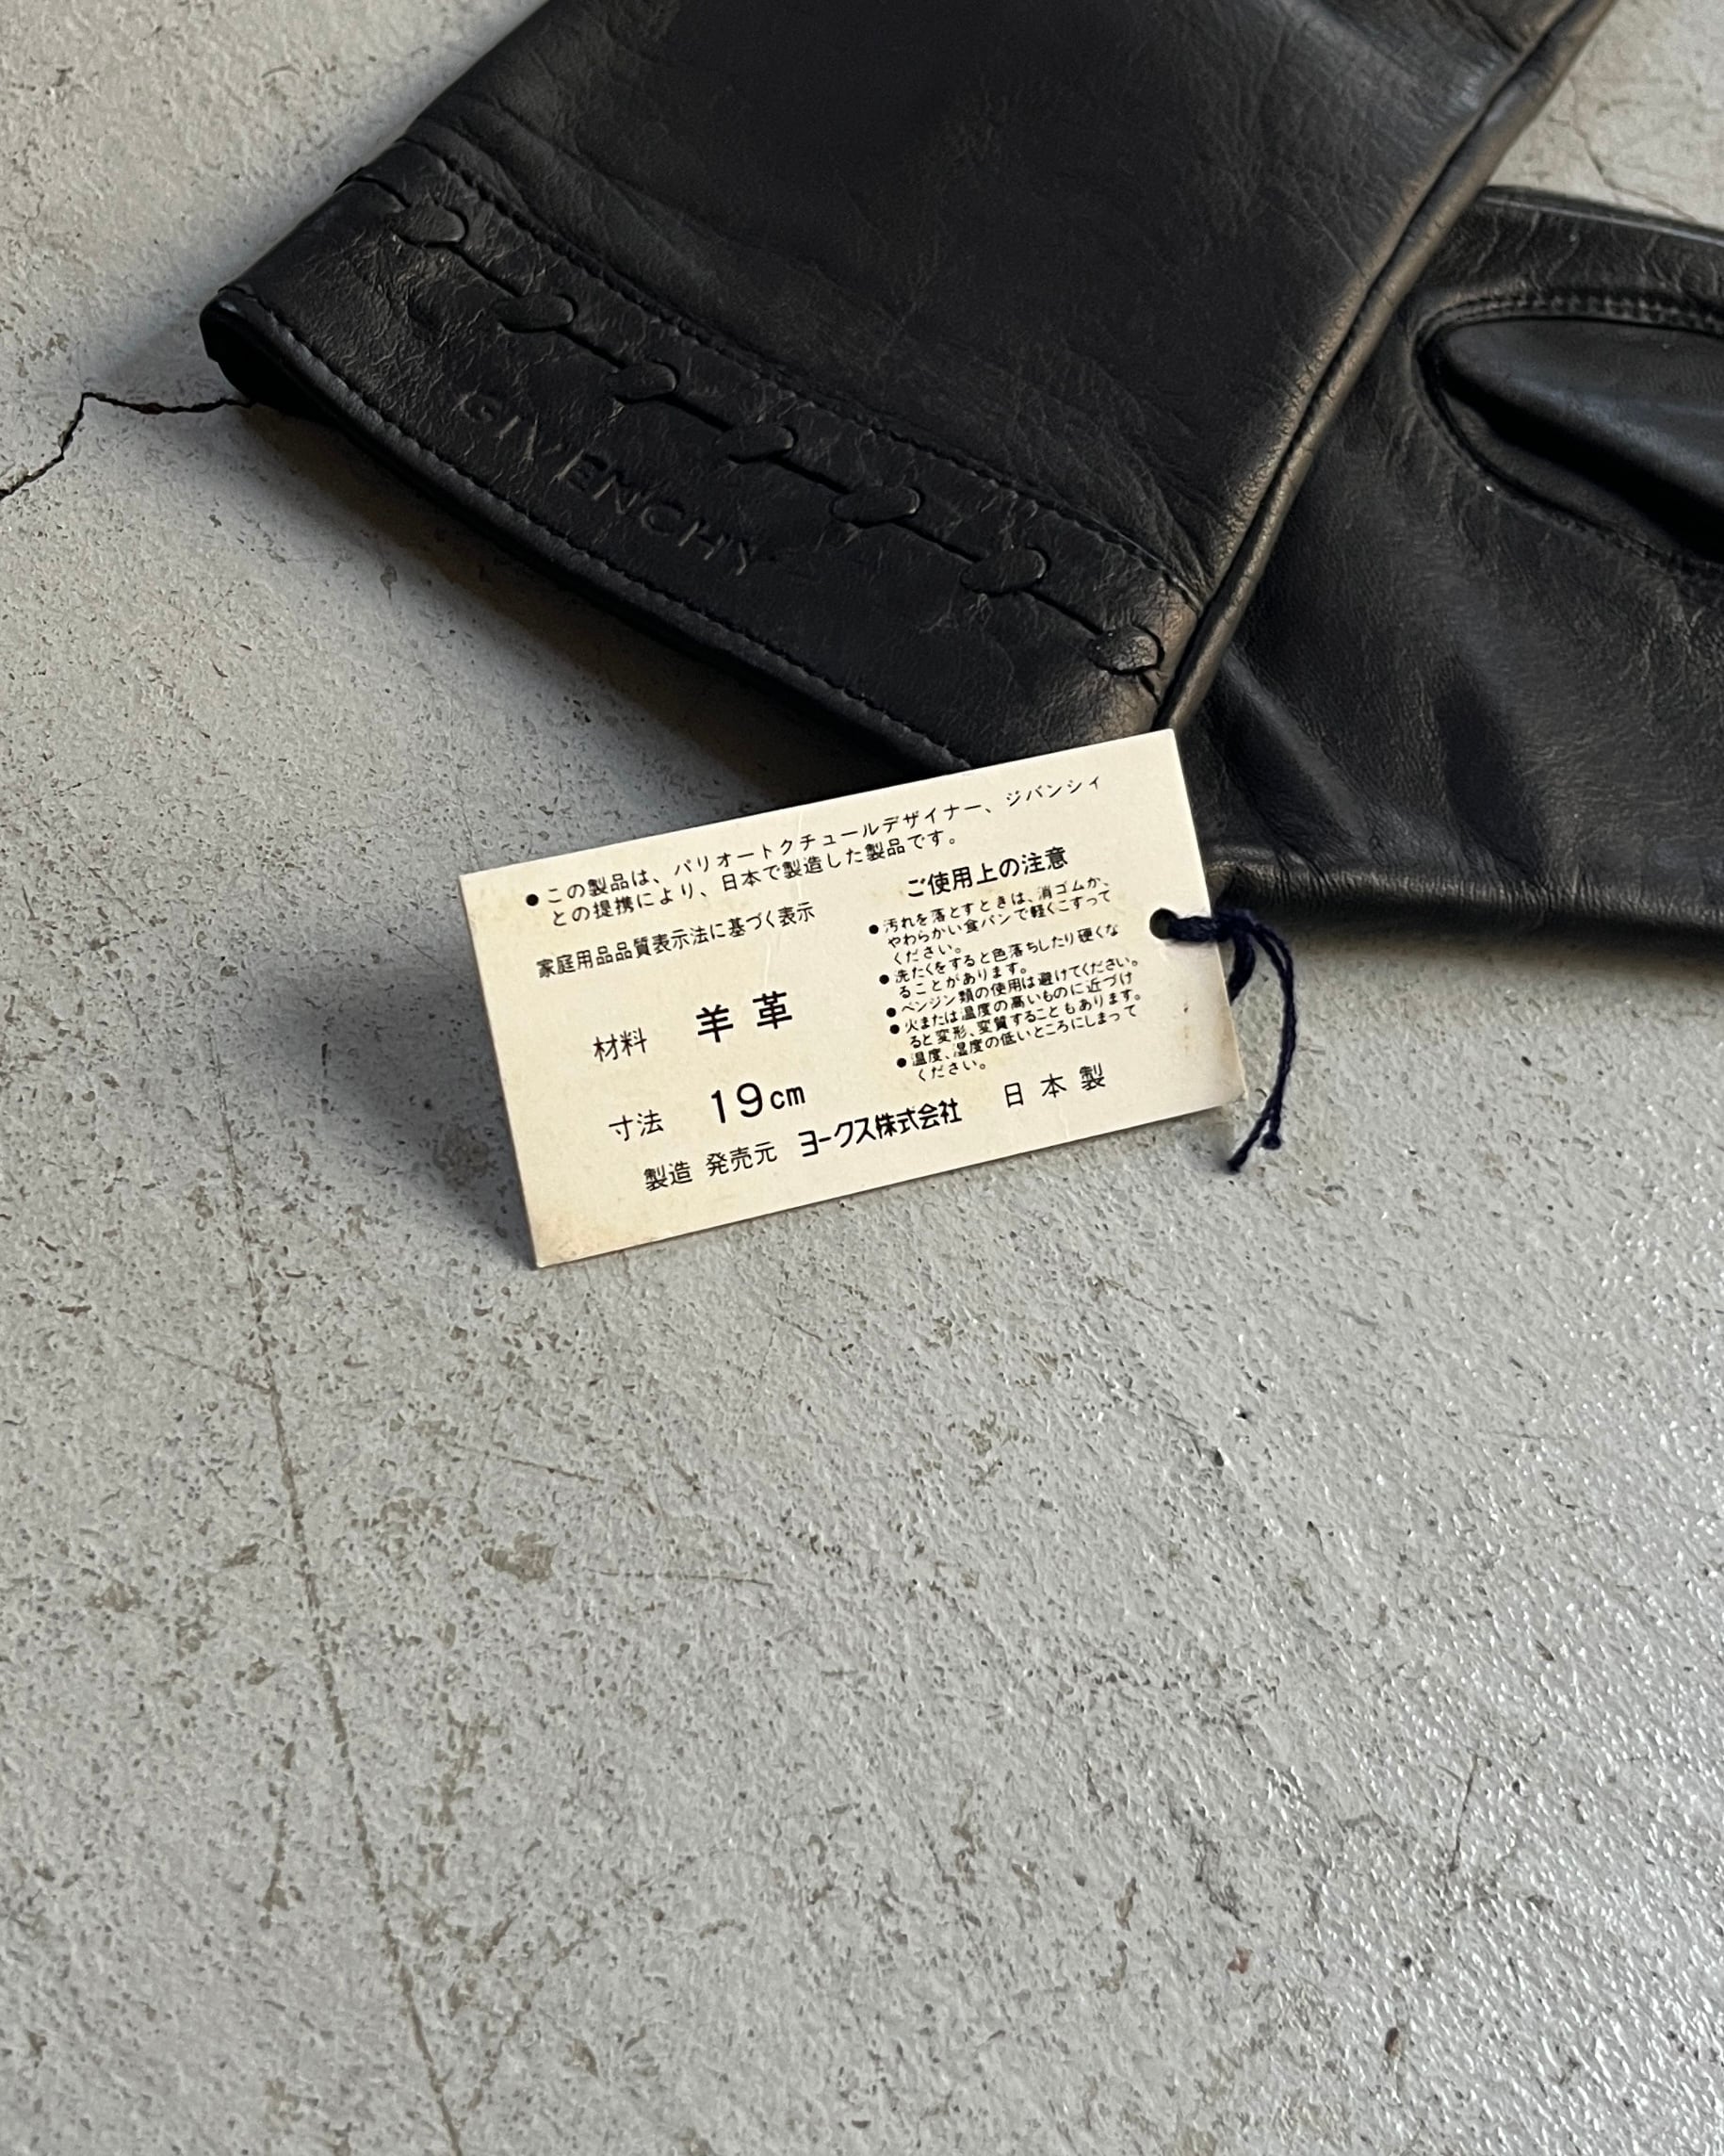 GIVENCHY
●この製品は、パリオートクチュールデザイナー、ジバンシィ
との提携により、日本で製造した製品です。
家庭用品品質表示法に基づく表示
材料 羊革
寸法 19cm
ご使用上の注意
●汚れを落とすときは、消ゴムか、
やわらかい食パンで軽くこすって
ください。
●洗たくをすると色落ちしたり硬くな
ることがあります。
●ベンジン類の使用は避けてください。
●火または温度の高いものに近づけ
ると変形、変質することもあります。
●温度、湿度の低いところにしまって
ください。
製造 発売元 ヨークス株式会社 日本製